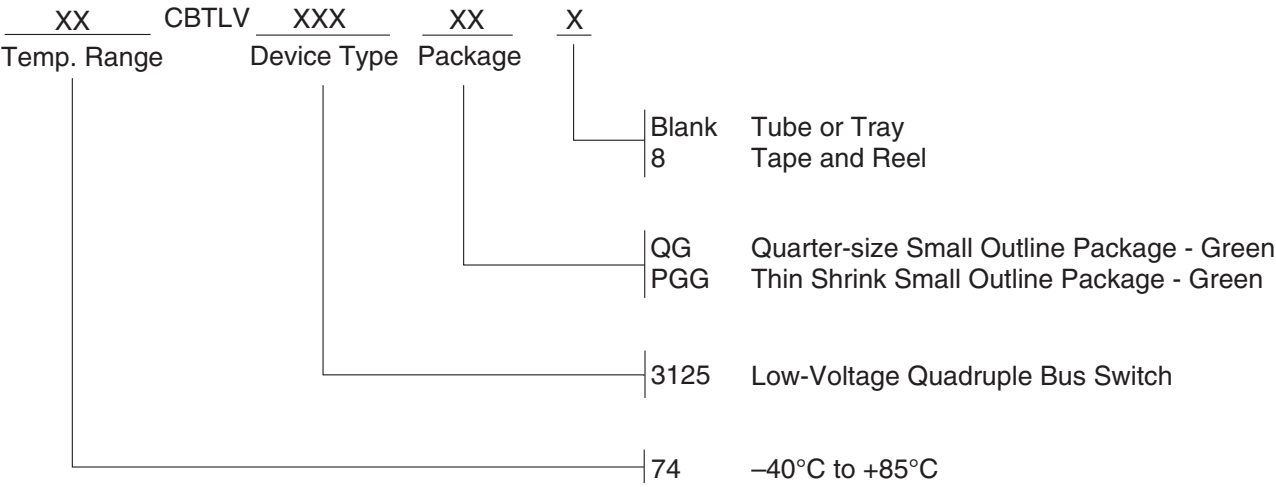 XX CBTLV XXX XX X
Temp. Range Device Type Package
Blank Tube or Tray
8 Tape and Reel
QG Quarter-size Small Outline Package - Green
PGG Thin Shrink Small Outline Package - Green
3125 Low-Voltage Quadruple Bus Switch
74 –40°C to +85°C